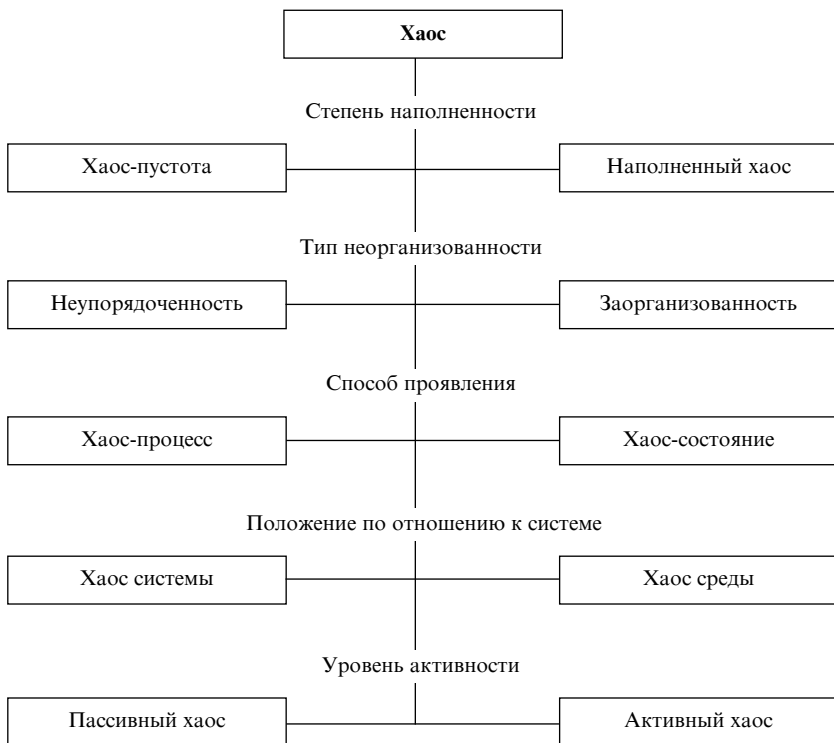 Хаос
Степень наполненности
Хаос-пустота
Наполненный хаос
Тип неорганизованности
Неупорядоченность
Заорганизованность
Способ проявления
Хаос-процесс
Хаос-состояние
Положение по отношению к системе
Хаос системы
Хаос среды
Уровень активности
Пассивный хаос
Активный хаос